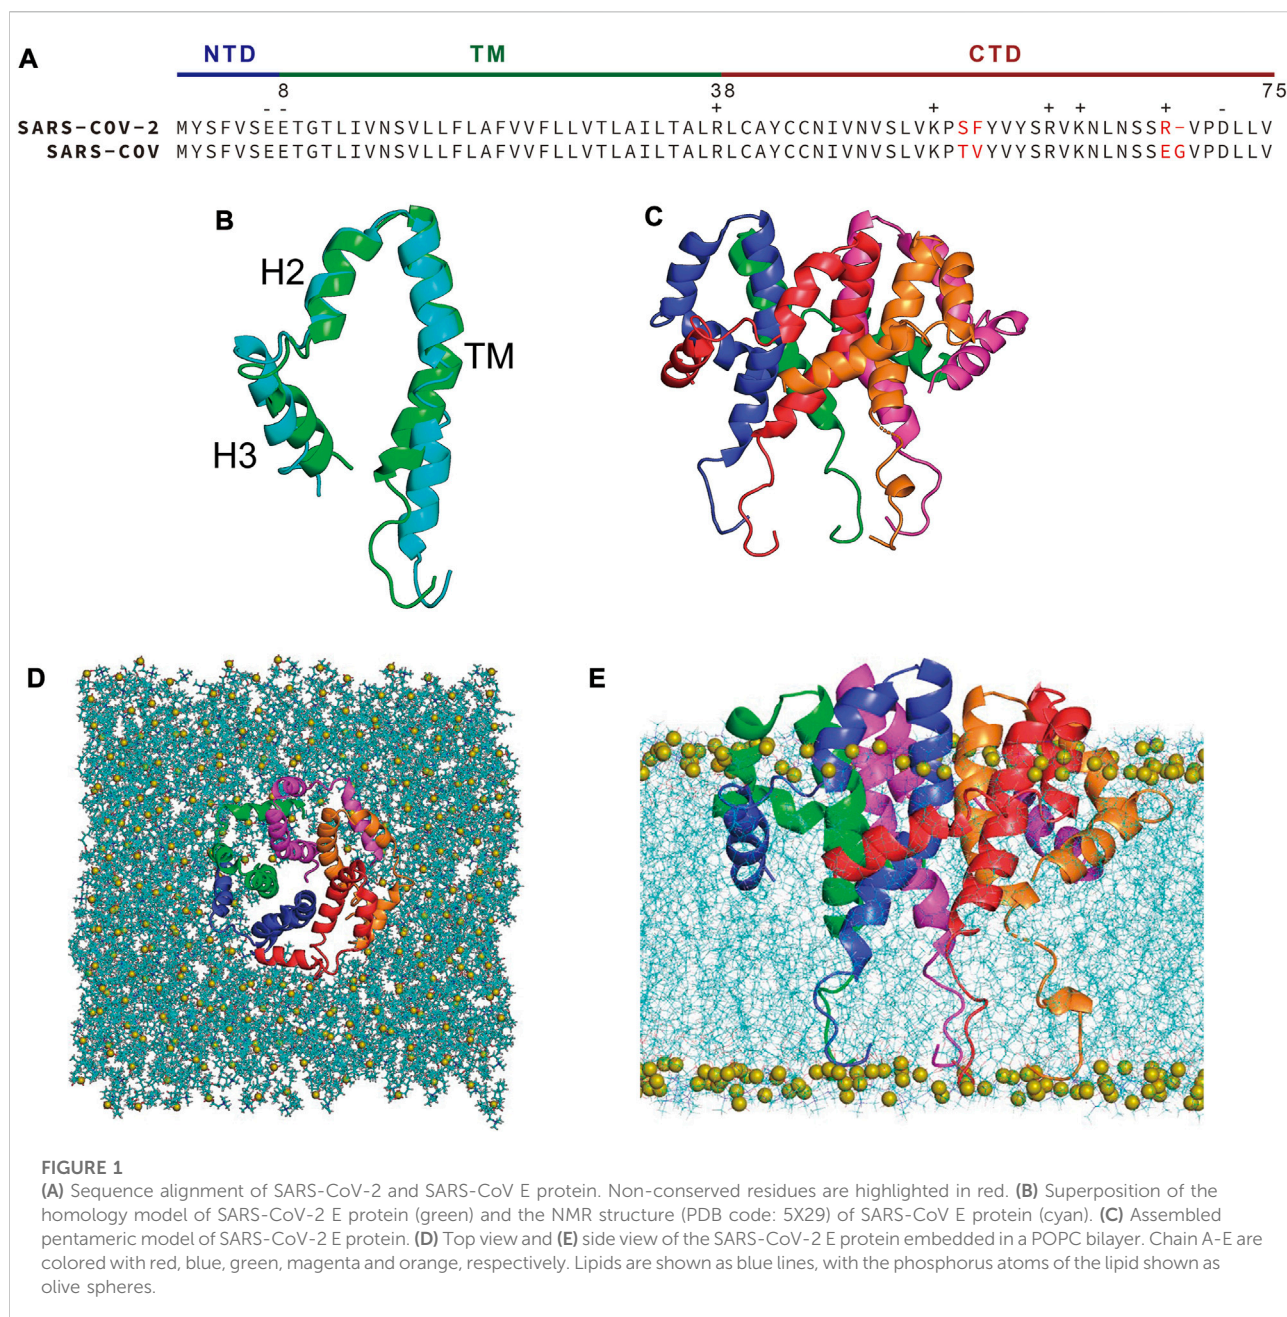 A
NTD TM CTD
8 38 75
- - + + + + + -
SARS-COV-2 MYSFVSEETGTLIVNSVLLFLAFVVFLLVTLAILTALRLCAYCCNIVNVSLVKPSFYVYSRVKNLNSSR-VPDLLV
SARS-COV MYSFVSEETGTLIVNSVLLFLAFVVFLLVTLAILTALRLCAYCCNIVNVSLVKPTVYVYSRVKNLNSSEGVPDLLV
B
H2
TM
H3
C
D
E
FIGURE 1
(A) Sequence alignment of SARS-CoV-2 and SARS-CoV E protein. Non-conserved residues are highlighted in red. (B) Superposition of the
homology model of SARS-CoV-2 E protein (green) and the NMR structure (PDB code: 5X29) of SARS-CoV E protein (cyan). (C) Assembled
pentameric model of SARS-CoV-2 E protein. (D) Top view and (E) side view of the SARS-CoV-2 E protein embedded in a POPC bilayer. Chain A-E are
colored with red, blue, green, magenta and orange, respectively. Lipids are shown as blue lines, with the phosphorus atoms of the lipid shown as
olive spheres.